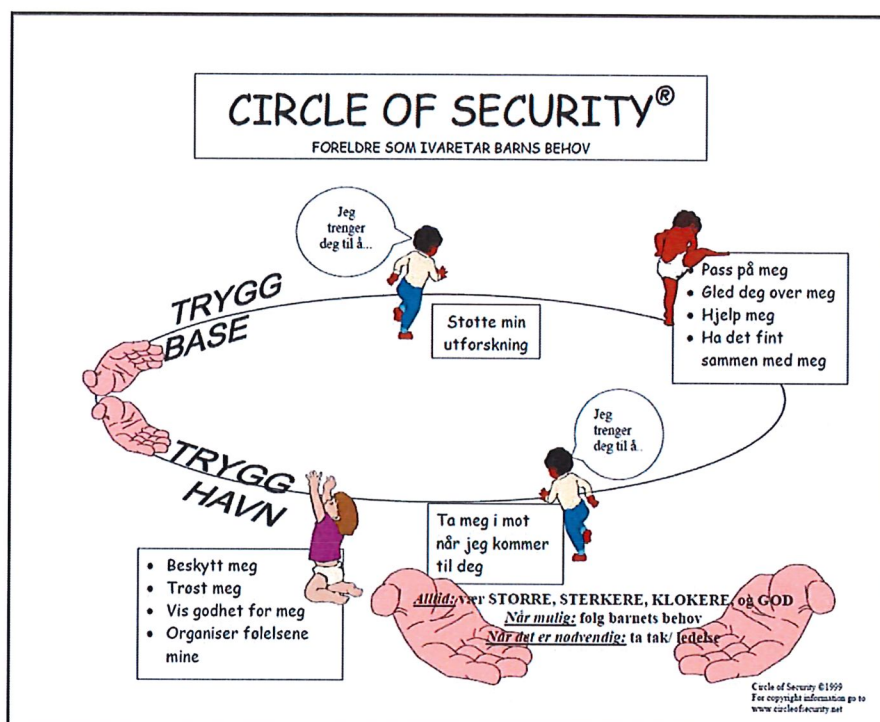 CIRCLE OF SECURITY®
FORELDRE SOM IVARETAR BARNS BEHOV
Jeg
trenger
deg til å...
TRYGG
BASE
Støtte min
utforskning
• Pass på meg
• Gled deg over meg
• Hjelp meg
• Ha det fint
sammen med meg
Jeg
trenger
deg til å..
TRYGG
HAVN
Ta meg i mot
når jeg kommer
til deg
• Beskytt meg
• Trøst meg
• Vis godhet for meg
• Organiser følelsene
mine
Alltid: vær STORRE, STERKERE, KLOKERE, og GOD
Når mulig: folg barnets behov
Når det er nødvendig: ta tak/ ledelse
Circle of Security ©1999
For copyright information go to
www.circleofsecurity.net